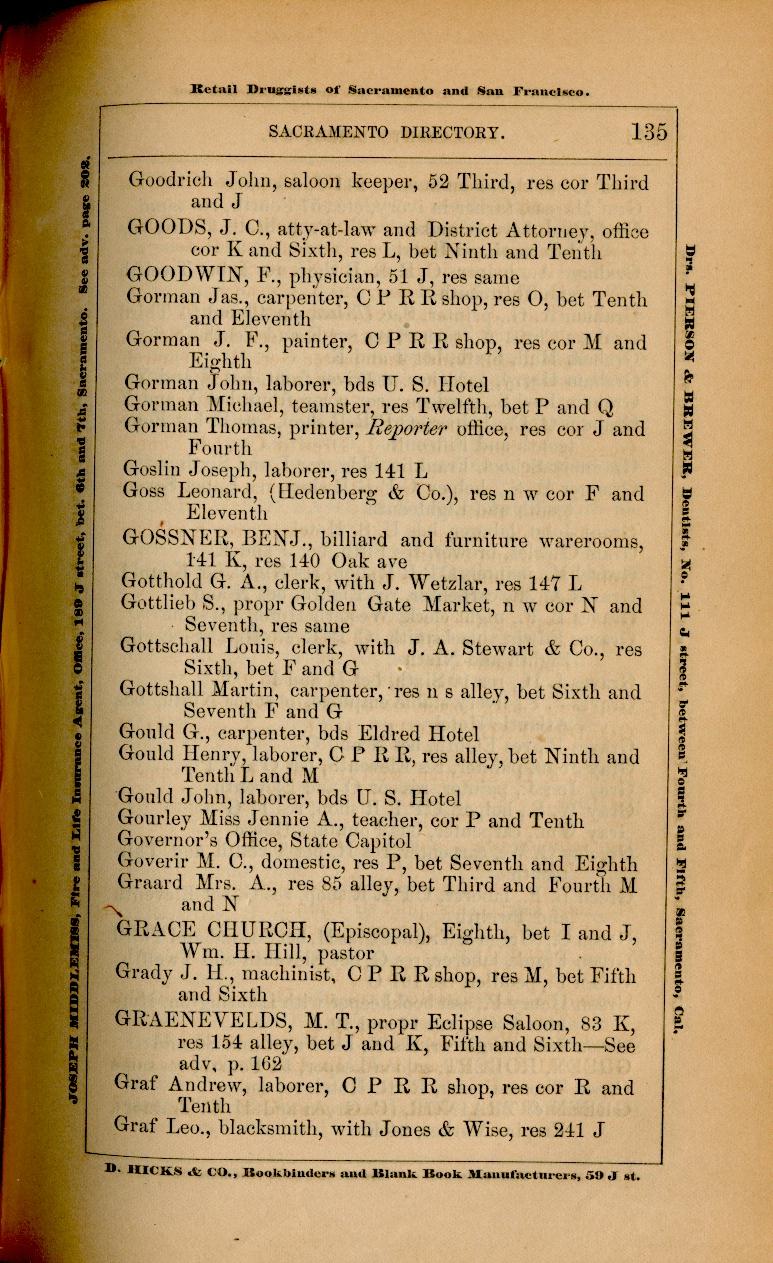 Retail Druggists of Sacramento and San Francisco.
SACRAMENTO DIRECTORY. 135
Goodrich John, saloon keeper, 52 Third, res cor Third
and J
GOODS, J. C., atty-at-law and District Attorney, office
cor K and Sixth, res L, bet Ninth and Tenth
GOODWIN, F., physician, 51 J, res same
Gorman Jas., carpenter, C P R R shop, res O, bet Tenth
and Eleventh
Gorman J. F., painter, C P R R shop, res cor M and
Eighth
Gorman John, laborer, bds U. S. Hotel
Gorman Michael, teamster, res Twelfth, bet P and Q
Gorman Thomas, printer, Reporter office, res cor J and
Fourth
Goslin Joseph, laborer, res 141 L
Goss Leonard, (Hedenberg & Co.), res n w cor F and
Eleventh
GOSSNER, BENJ., billiard and furniture warerooms,
141 K, res 140 Oak ave
Gotthold G. A., clerk, with J. Wetzlar, res 147 L
Gottlieb S., propr Golden Gate Market, n w cor N and
Seventh, res same
Gottschall Louis, clerk, with J. A. Stewart & Co., res
Sixth, bet F and G
Gottshall Martin, carpenter, res n s alley, bet Sixth and
Seventh F and G
Gould G., carpenter, bds Eldred Hotel
Gould Henry, laborer, C P R R, res alley, bet Ninth and
Tenth L and M
Gould John, laborer, bds U. S. Hotel
Gourley Miss Jennie A., teacher, cor P and Tenth
Governor's Office, State Capitol
Goverir M. C., domestic, res P, bet Seventh and Eighth
Graard Mrs. A., res 85 alley, bet Third and Fourth M
and N
GRACE CHURCH, (Episcopal), Eighth, bet I and J,
Wm. H. Hill, pastor
Grady J. H., machinist, C P R R shop, res M, bet Fifth
and Sixth
GRAENEVELDS, M. T., propr Eclipse Saloon, 83 K,
res 154 alley, bet J and K, Fifth and Sixth—See
adv, p. 162
Graf Andrew, laborer, C P R R shop, res cor R and
Tenth
Graf Leo., blacksmith, with Jones & Wise, res 241 J
D. HICKS & CO., Bookbinders and Blank Book Manufacturers, 59 J st.
JOSEPH MIDDLEMISS, Fire and Life Insurance Agent, Office, 189 J street, bet. 6th and 7th, Sacramento. See adv. page 202.
Drs. PIERSON & BREWER, Dentists, No. 111 J street, between Fourth and Fifth, Sacramento, Cal.